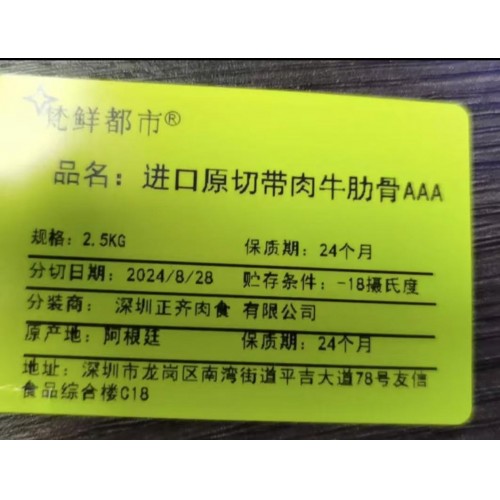 梵鲜都市®
品名：进口原切带肉牛肋骨AAA
规格：2.5KG 保质期：24个月
分切日期：2024/8/28 贮存条件：-18摄氏度
分装商： 深圳正齐肉食 有限公司
原产地：阿根廷 保质期：24个月
地址：深圳市龙岗区南湾街道平吉大道78号友信
食品综合楼C18